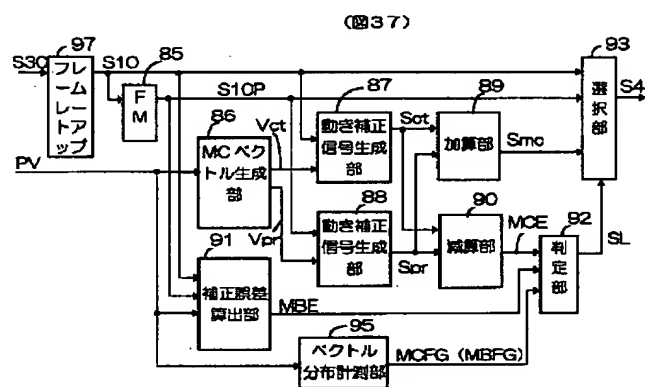 (図37)
97
S30
フレームレートアップ
S10
85
FM
S10P
PV
86
MCベクトル生成部
Vct
Vpr
87
動き補正信号生成部
Sct
88
動き補正信号生成部
Spr
89
加算部
Smc
90
減算部
MCE
91
補正誤差算出部
MBE
95
ベクトル分布計測部
MCFG (MBFG)
92
判定部
SL
93
選択部
S4